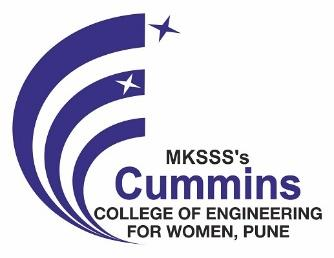 MKSSS's
Cummins
COLLEGE OF ENGINEERING
FOR WOMEN, PUNE